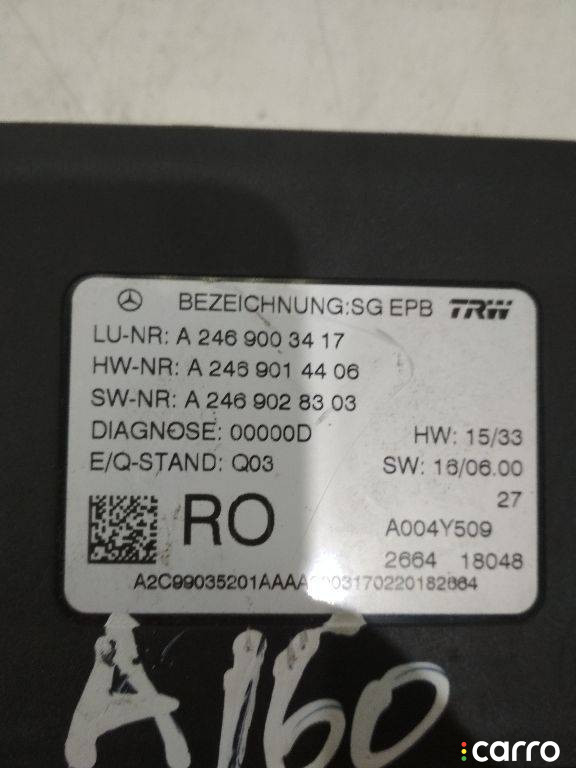 BEZEICHNUNG:SG EPB TRW
LU-NR: A 246 900 34 17
HW-NR: A 246 901 44 06
SW-NR: A 246 902 83 03
DIAGNOSE: 00000D HW: 15/33
E/Q-STAND: Q03 SW: 16/06.00
27
RO A004Y509
2664 18048
A160
carro